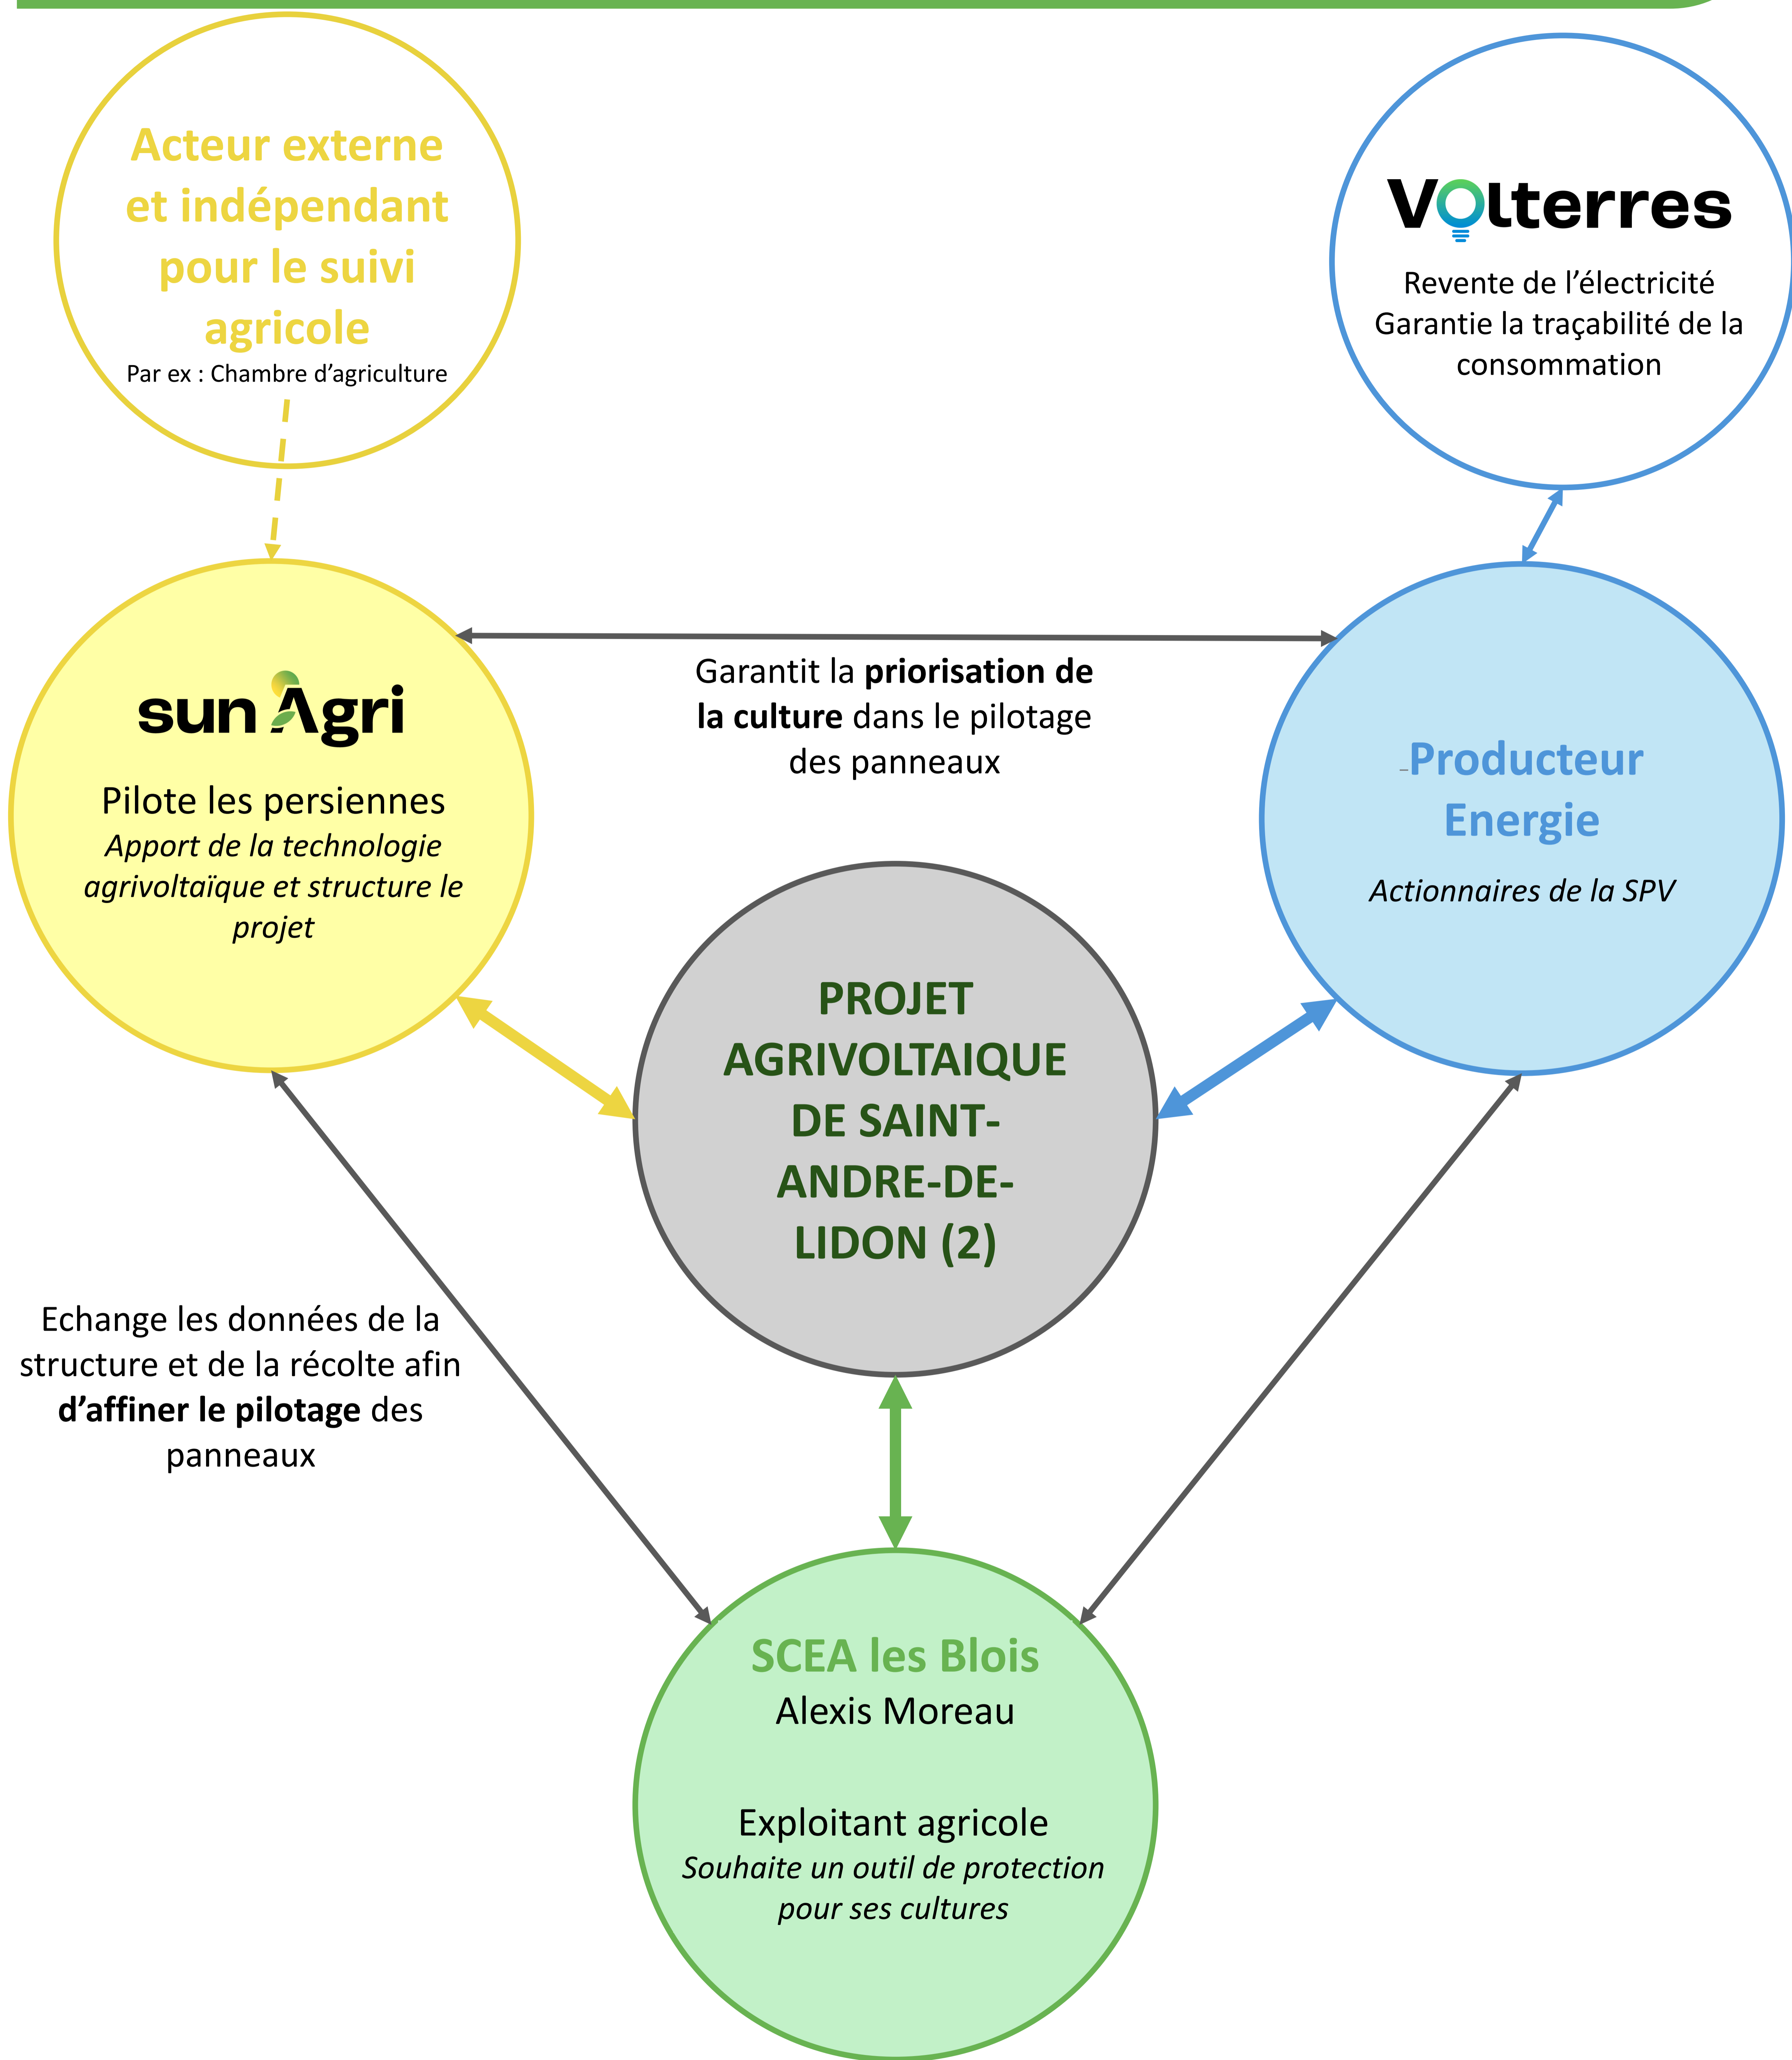 Acteur externe
et indépendant
pour le suivi
agricole
Par ex : Chambre d'agriculture
Volterres
Revente de l'électricité
Garantie la traçabilité de la
consommation
sun Agri
Pilote les persiennes
Apport de la technologie
agrivoltaïque et structure le
projet
Garantit la priorisation de
la culture dans le pilotage
des panneaux
Producteur
Energie
Actionnaires de la SPV
PROJET
AGRIVOLTAIQUE
DE SAINT-
ANDRE-DE-
LIDON (2)
Echange les données de la
structure et de la récolte afin
d'affiner le pilotage des
panneaux
SCEA les Blois
Alexis Moreau
Exploitant agricole
Souhaite un outil de protection
pour ses cultures